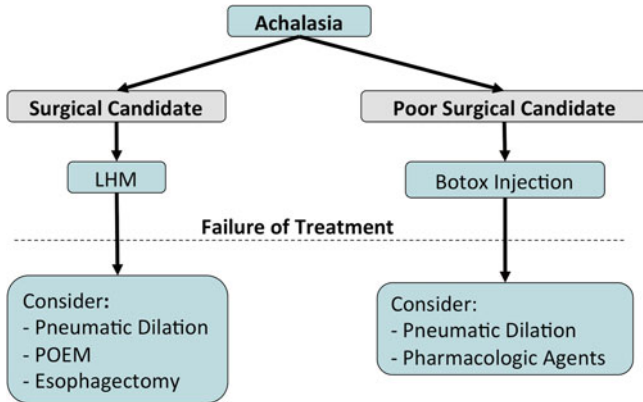 Achalasia
Surgical Candidate
Poor Surgical Candidate
LHM
Botox Injection
Failure of Treatment
Consider:
- Pneumatic Dilation
- POEM
- Esophagectomy
Consider:
- Pneumatic Dilation
- Pharmacologic Agents